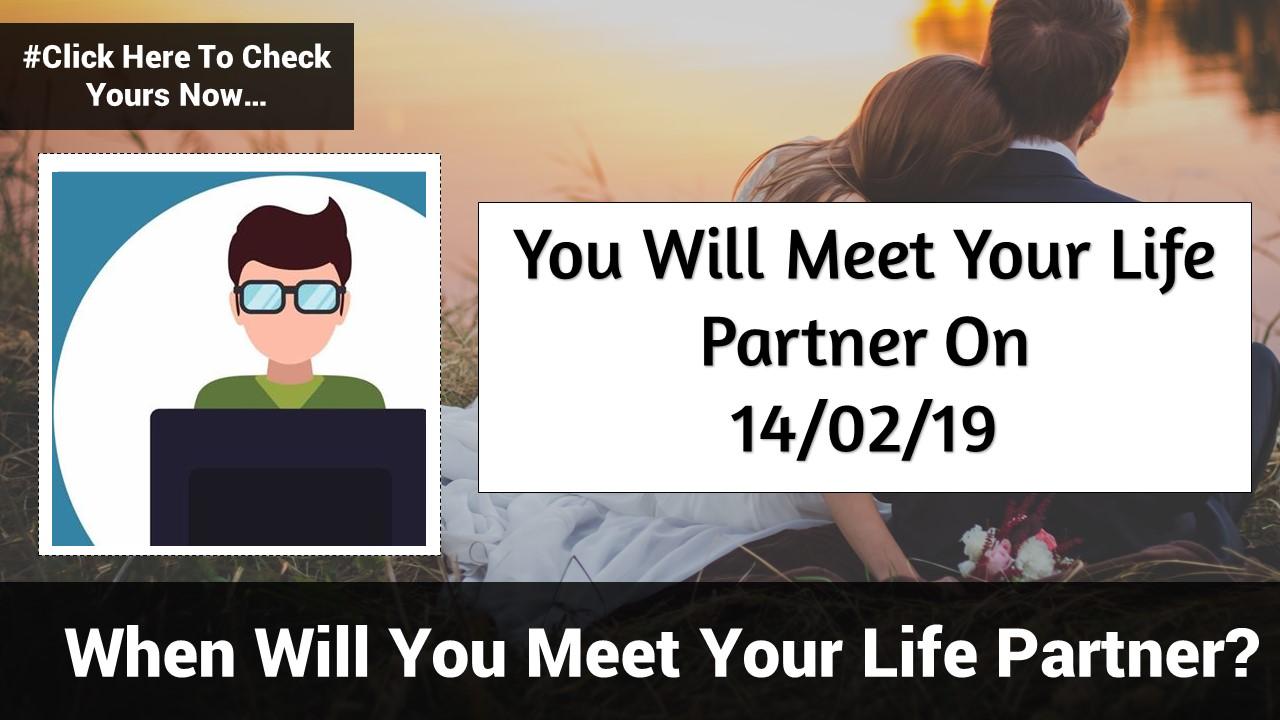 #Click Here To Check
Yours Now...
You Will Meet Your Life
Partner On
14/02/19
When Will You Meet Your Life Partner?